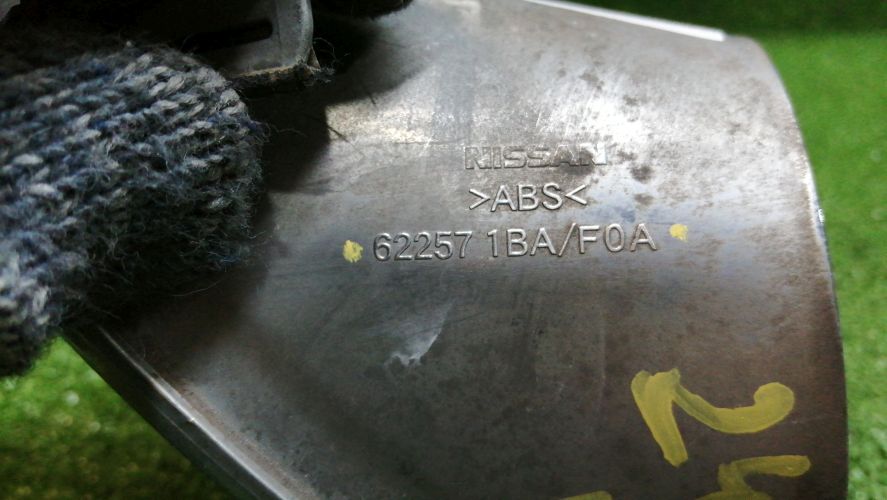 NISSAN
>ABS<
62257 1BA/F0A